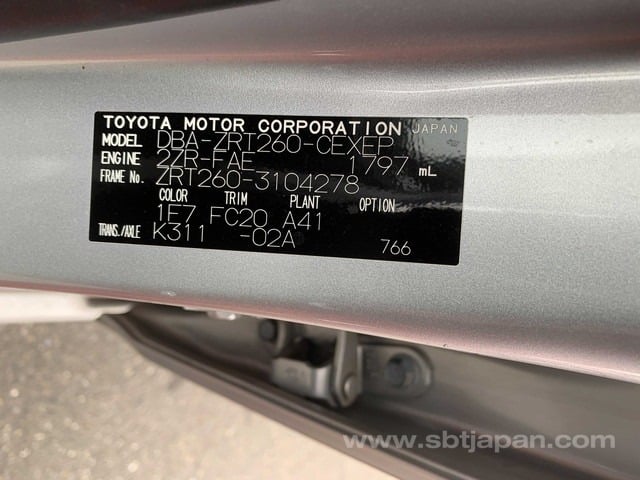 TOYOTA MOTOR CORPORATION JAPAN
MODEL DBA-ZRT260-CEXEP
ENGINE 2ZR-FAE 1797 mL
FRAME No. ZRT260-3104278
COLOR TRIM PLANT OPTION
1E7 FC20 A41
TRANS./AXLE K311 -02A 766
www.sbtjapan.com